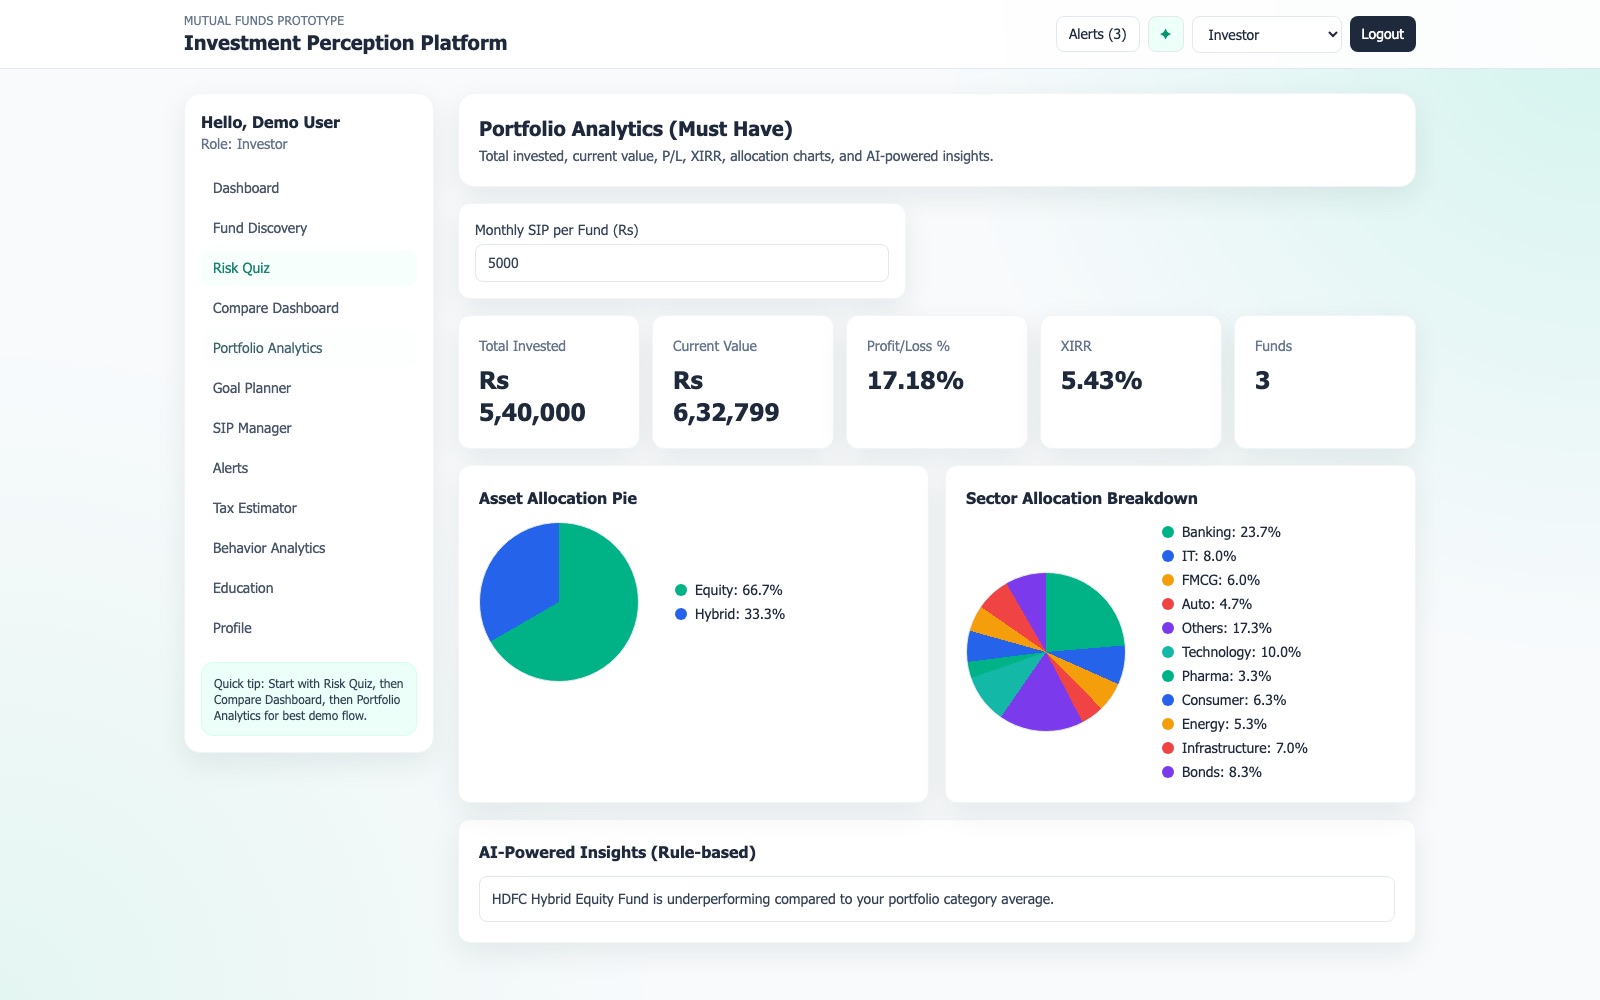 MUTUAL FUNDS PROTOTYPE
Investment Perception Platform
Alerts (3)
✦
Investor
Logout
Hello, Demo User
Role: Investor
Dashboard
Fund Discovery
Risk Quiz
Compare Dashboard
Portfolio Analytics
Goal Planner
SIP Manager
Alerts
Tax Estimator
Behavior Analytics
Education
Profile
Quick tip: Start with Risk Quiz, then
Compare Dashboard, then Portfolio
Analytics for best demo flow.
Portfolio Analytics (Must Have)
Total invested, current value, P/L, XIRR, allocation charts, and AI-powered insights.
Monthly SIP per Fund (Rs)
5000
Total Invested
Rs
5,40,000
Current Value
Rs
6,32,799
Profit/Loss %
17.18%
XIRR
5.43%
Funds
3
Asset Allocation Pie
Equity: 66.7%
Hybrid: 33.3%
Sector Allocation Breakdown
Banking: 23.7%
IT: 8.0%
FMCG: 6.0%
Auto: 4.7%
Others: 17.3%
Technology: 10.0%
Pharma: 3.3%
Consumer: 6.3%
Energy: 5.3%
Infrastructure: 7.0%
Bonds: 8.3%
AI-Powered Insights (Rule-based)
HDFC Hybrid Equity Fund is underperforming compared to your portfolio category average.